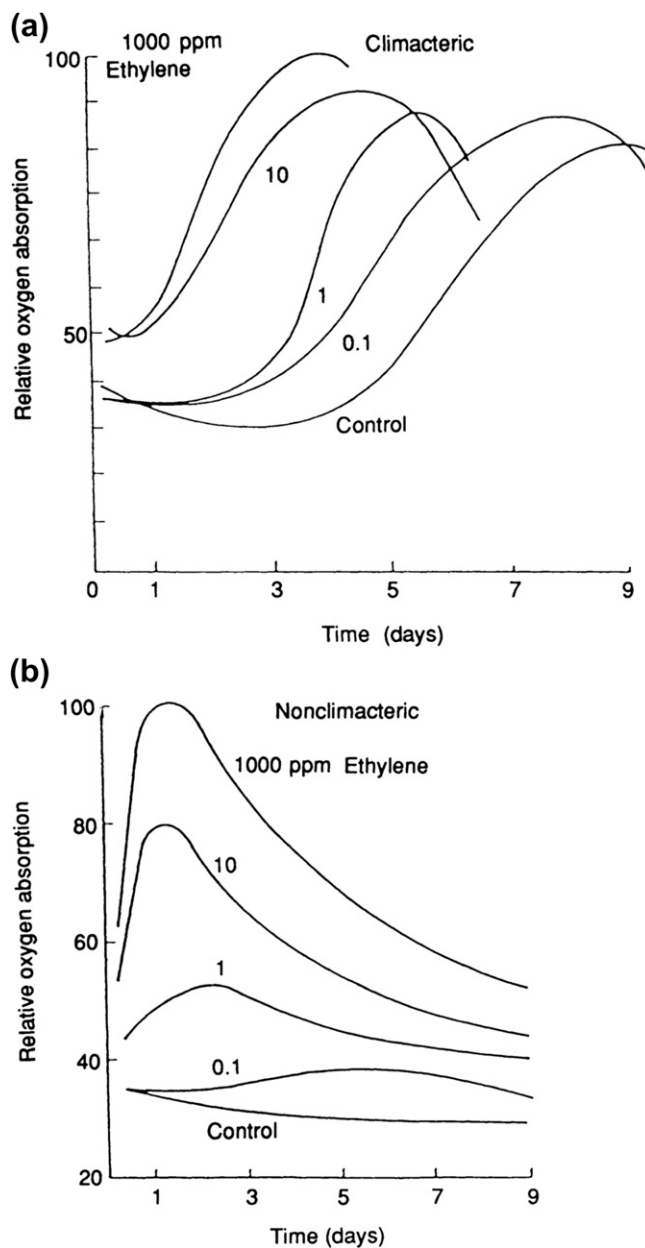 (a)
1000 ppm
Ethylene
Climacteric
100
50
0
10
1
0.1
Control
Relative oxygen absorption
1
3
5
7
9
Time (days)
(b)
Nonclimacteric
1000 ppm Ethylene
100
80
60
40
20
10
1
0.1
Control
Relative oxygen absorption
1
3
5
7
9
Time (days)